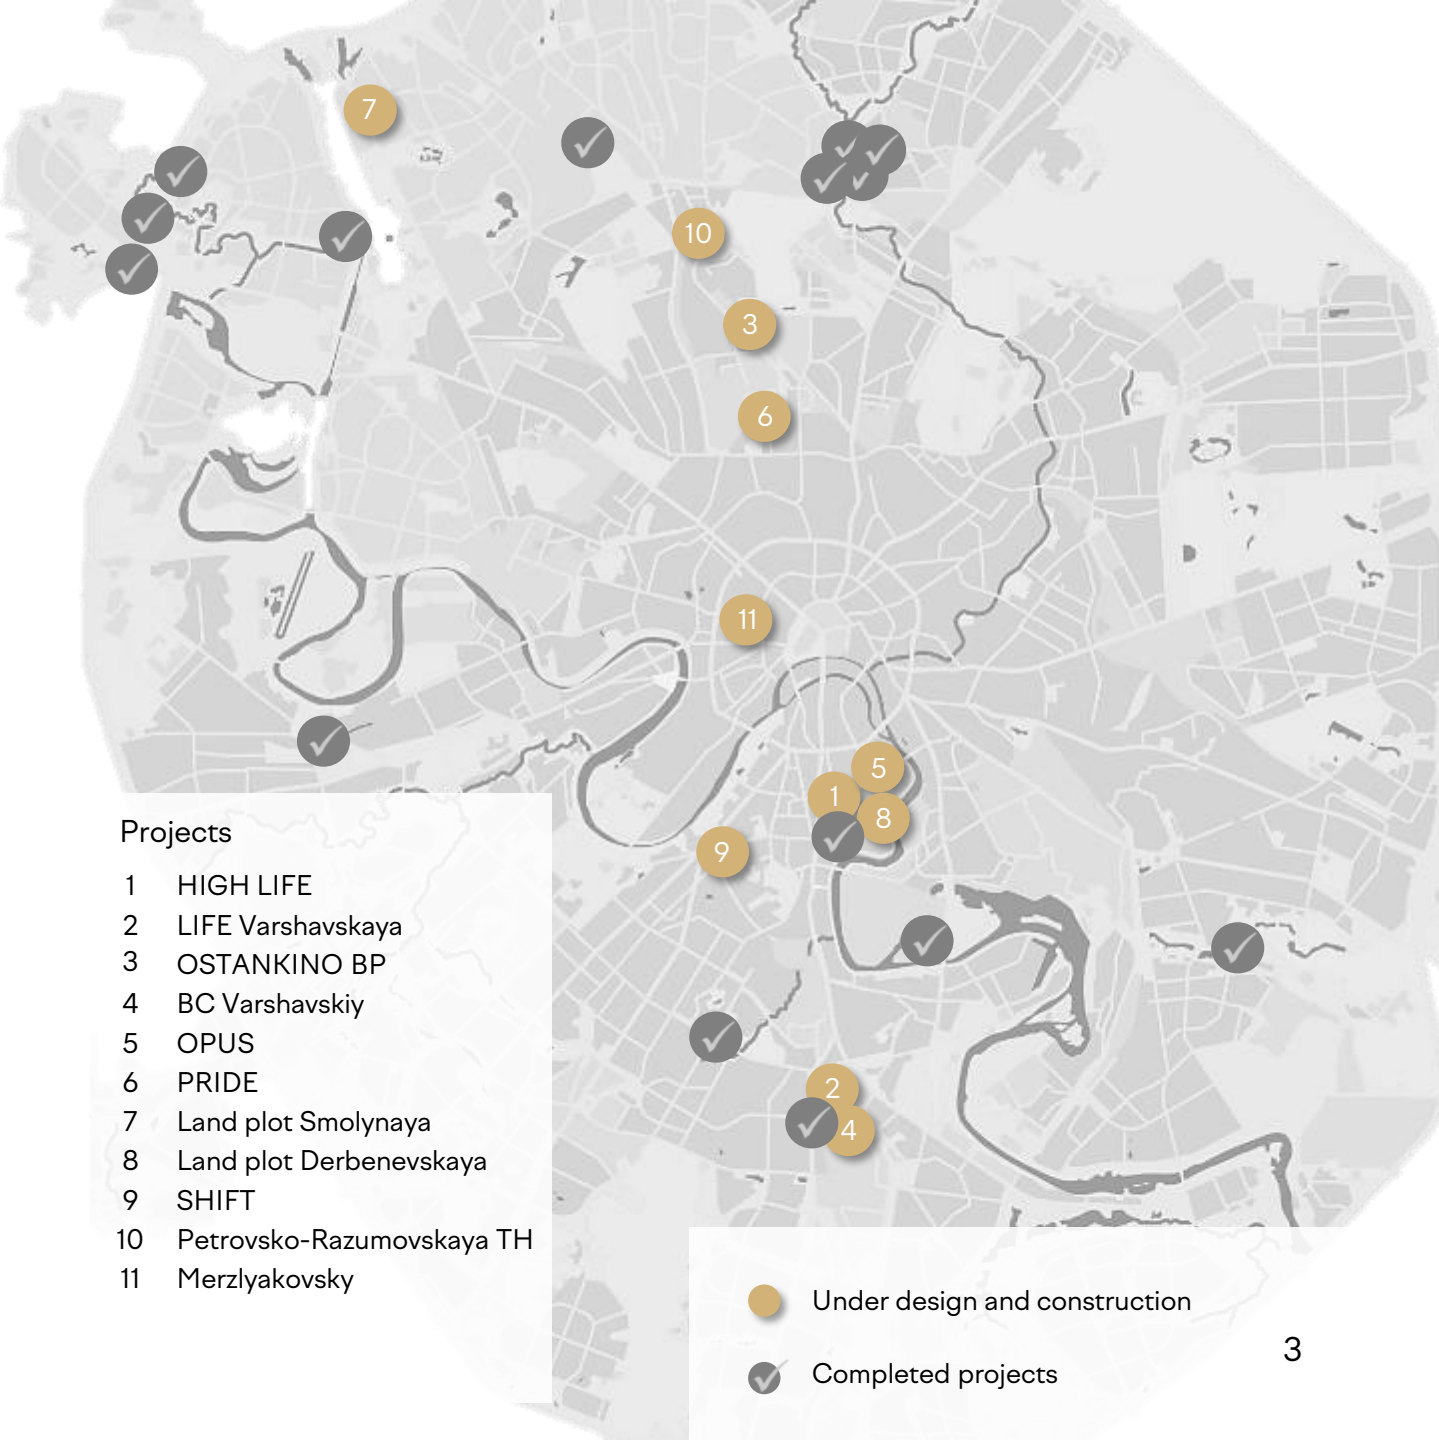 7
10
3
6
11
5
1
8
9
2
4
Projects
1 HIGH LIFE
2 LIFE Varshavskaya
3 OSTANKINO BP
4 BC Varshavskiy
5 OPUS
6 PRIDE
7 Land plot Smolynaya
8 Land plot Derbenevskaya
9 SHIFT
10 Petrovsko-Razumovskaya TH
11 Merzlyakovsky
Under design and construction
Completed projects
3